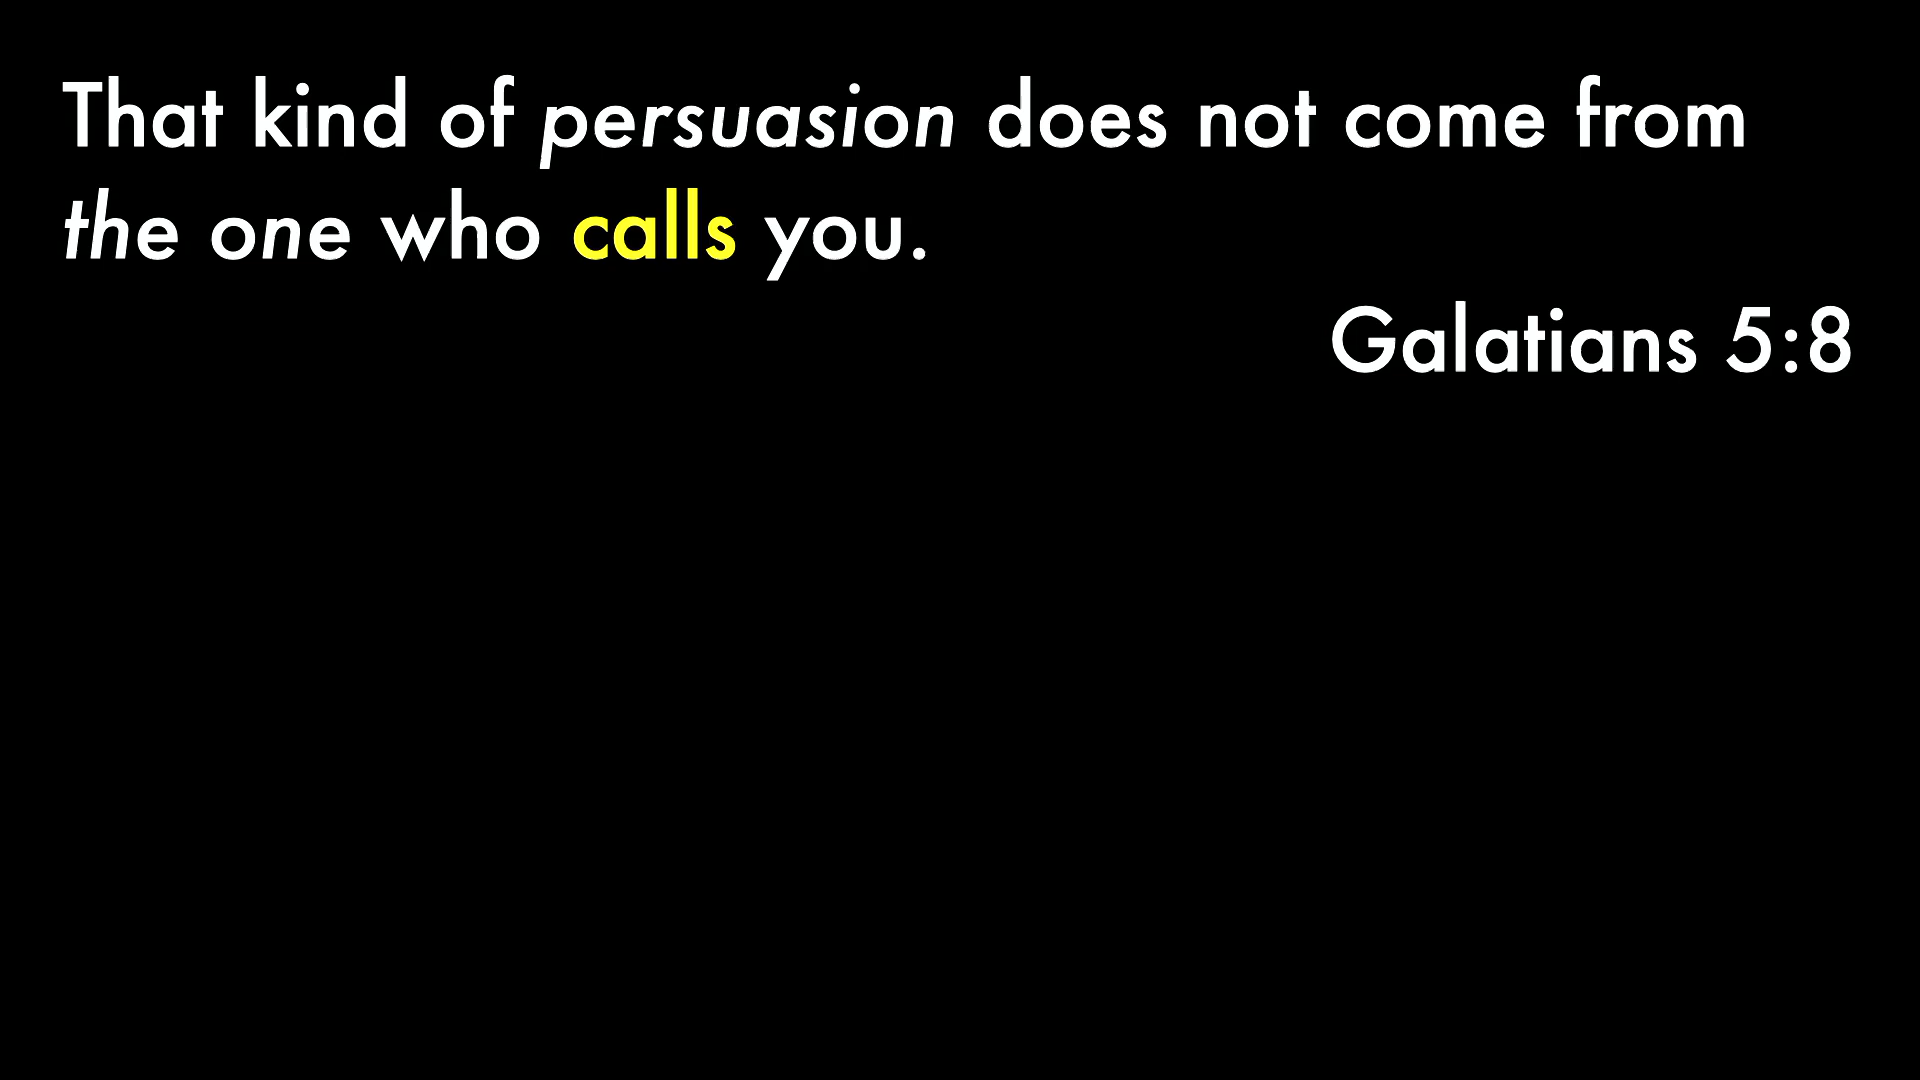 That kind of persuasion does not come from
the one who calls you.
Galatians 5:8